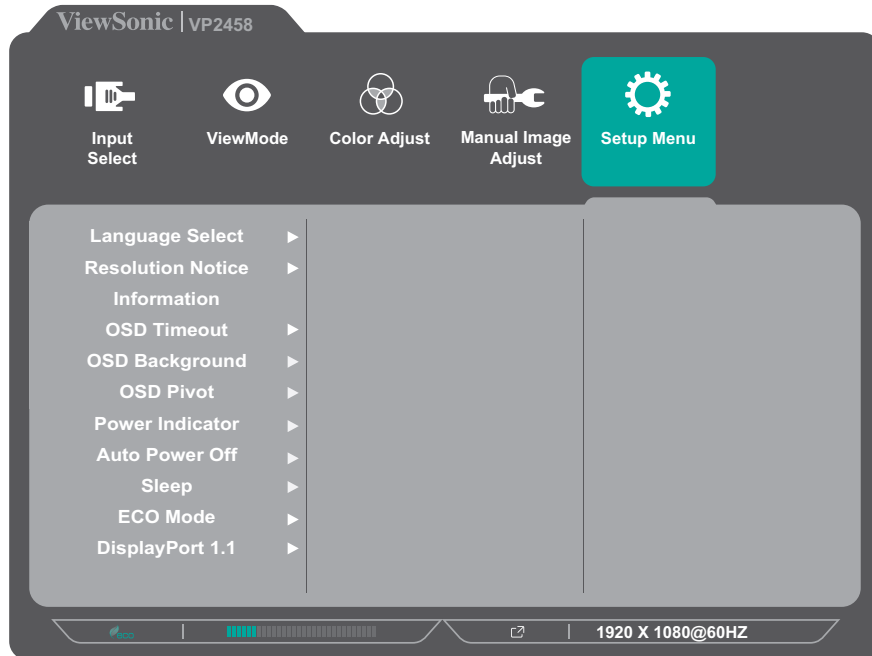 ViewSonic | VP2458
Input
Select
ViewMode
Color Adjust
Manual Image
Adjust
Setup Menu
Language Select
Resolution Notice
Information
OSD Timeout
OSD Background
OSD Pivot
Power Indicator
Auto Power Off
Sleep
ECO Mode
DisplayPort 1.1
eco
1920 X 1080@60HZ